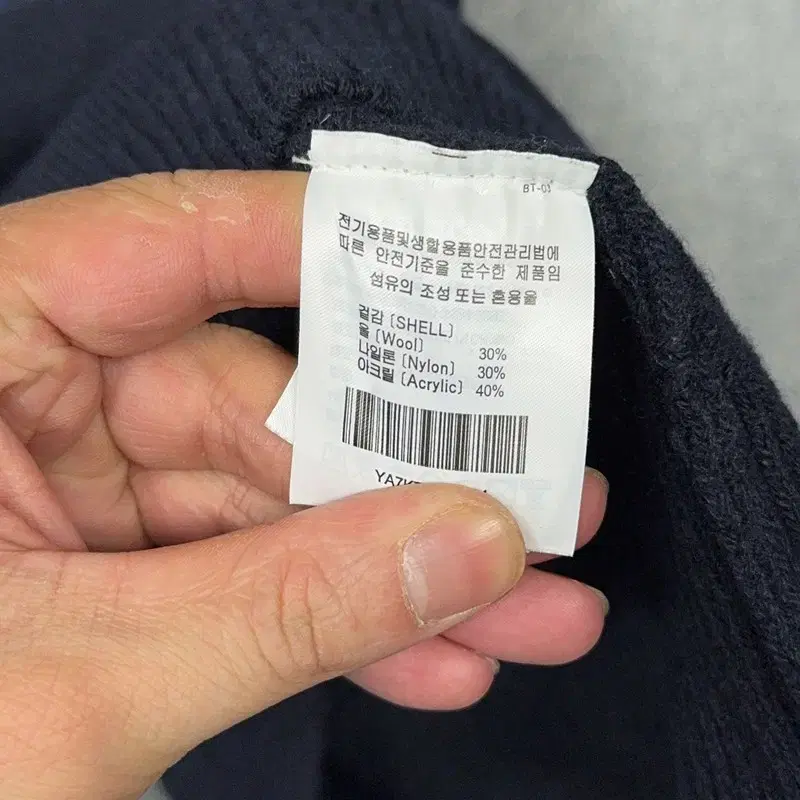 BT-03
전기용품및생활용품안전관리법에
따른 안전기준을 준수한 제품임
섬유의 조성 또는 혼용율
겉감 (SHELL)
울 (Wool) 30%
나일론 (Nylon) 30%
아크릴 (Acrylic) 40%